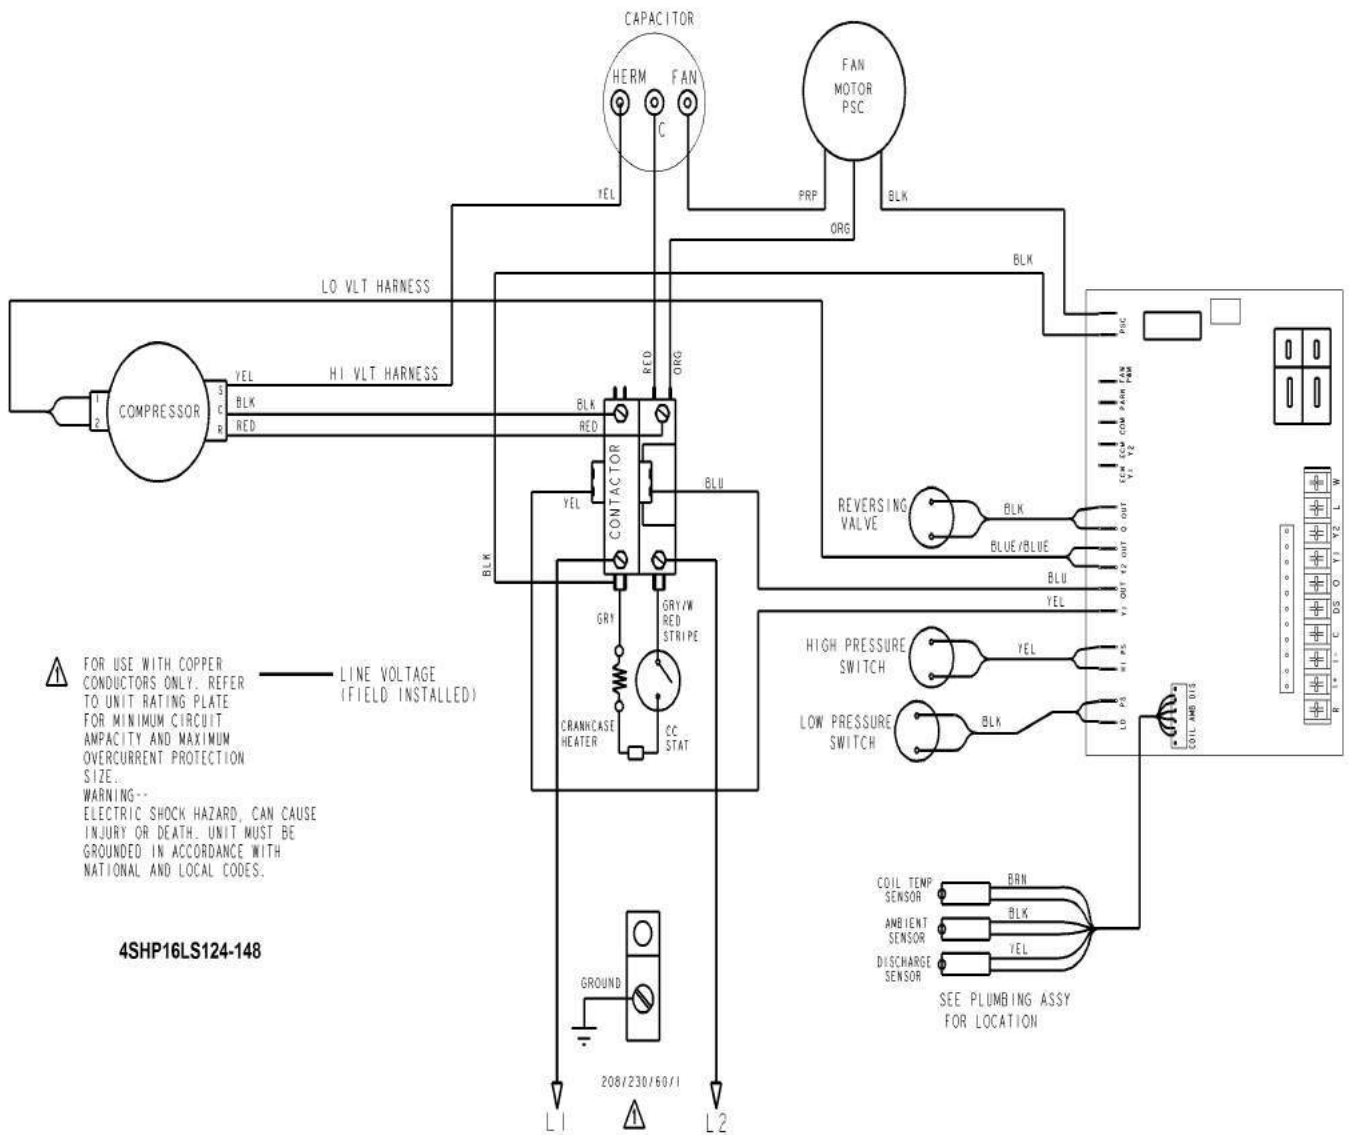 CAPACITOR
HERM
FAN
C
FAN
MOTOR
PSC
YEL
PRP
BLK
ORG
BLK
LO VLT HARNESS
HI VLT HARNESS
RED
ORG
COMPRESSOR
1
2
S
C
R
YEL
BLK
RED
BLK
RED
CONTACTOR
YEL
BLU
BLK
GRY
GRY/W
RED
STRIPE
CRANKCASE
HEATER
CC
STAT
REVERSING
VALVE
BLK
BLUE/BLUE
BLU
YEL
HIGH PRESSURE
SWITCH
YEL
LOW PRESSURE
SWITCH
BLK
PSC
PWM FAN
PARK
COM
ECM Y2
ECM Y1
O OUT
Y2 OUT
Y1 OUT
HI PS
LO PS
COIL AMB DIS
W
L
Y2
Y1
O
DS
C
I-
I+
R
1
FOR USE WITH COPPER
CONDUCTORS ONLY. REFER
TO UNIT RATING PLATE
FOR MINIMUM CIRCUIT
AMPACITY AND MAXIMUM
OVERCURRENT PROTECTION
SIZE.
WARNING--
ELECTRIC SHOCK HAZARD, CAN CAUSE
INJURY OR DEATH. UNIT MUST BE
GROUNDED IN ACCORDANCE WITH
NATIONAL AND LOCAL CODES.
LINE VOLTAGE
(FIELD INSTALLED)
4SHP16LS124-148
COIL TEMP
SENSOR
BRN
AMBIENT
SENSOR
BLK
DISCHARGE
SENSOR
YEL
SEE PLUMBING ASSY
FOR LOCATION
GROUND
208/230/60/1
L1
1
L2